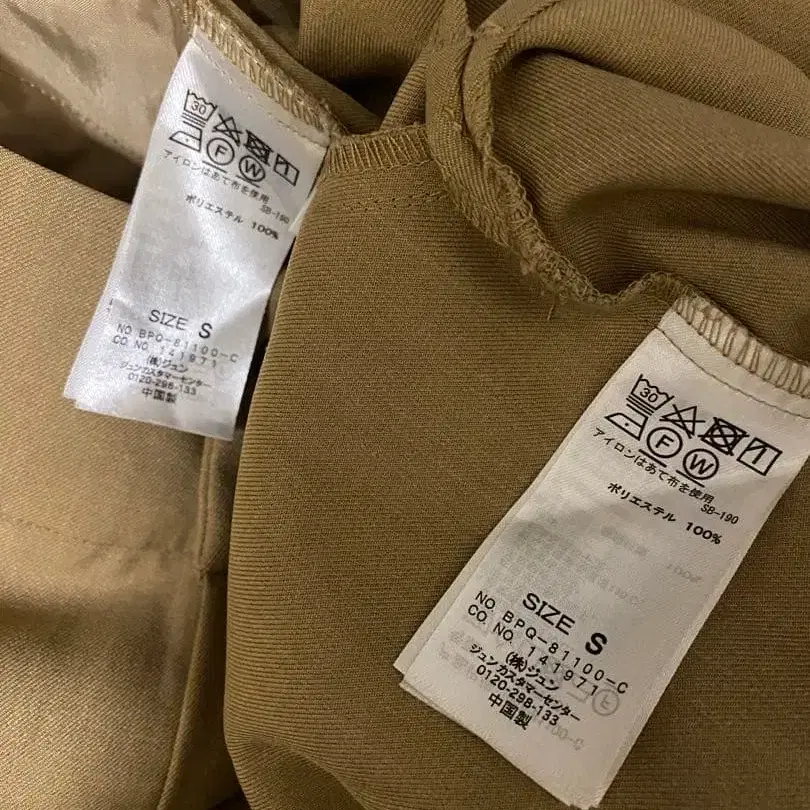 30
F W
アイロンはあて布を使用
SB-190
ポリエステル 100%
SIZE S
NO. BPQ-81100-C
CO. NO. 141971
(株)ジュン
ジュンカスタマーセンター
0120-298-133
中国製
30
F W
アイロンはあて布を使用
SB-190
ポリエステル 100%
SIZE S
NO. BPQ-81100-C
CO. NO. 141971
(株)ジュン
ジュンカスタマーセンター
0120-298-133
中国製